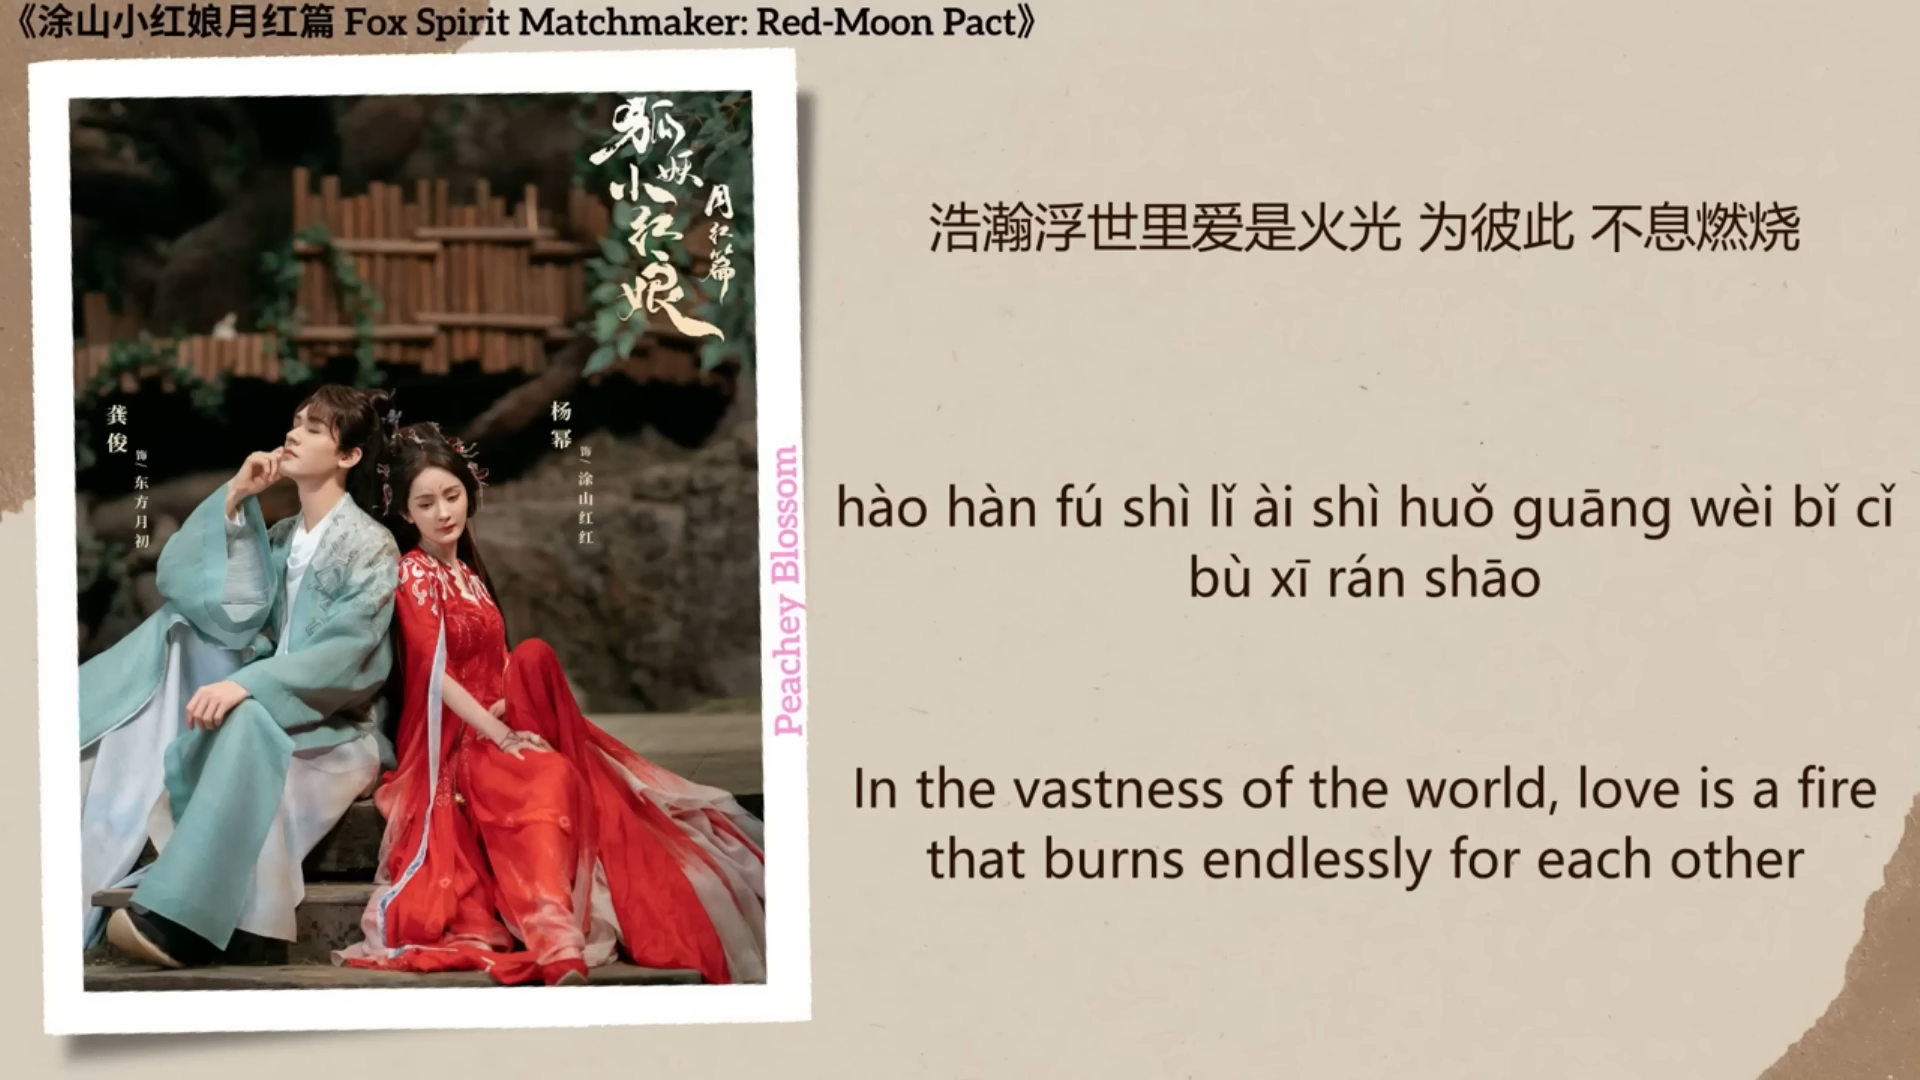 《涂山小红娘月红篇 Fox Spirit Matchmaker: Red-Moon Pact》
狐妖
小红娘
月红篇
龚俊
饰/东方月初
杨幂
饰/涂山红红
Peachey Blossom
浩瀚浮世里爱是火光 为彼此 不息燃烧
hào hàn fú shì lǐ ài shì huǒ guāng wèi bǐ cǐ
bù xī rán shāo
In the vastness of the world, love is a fire
that burns endlessly for each other